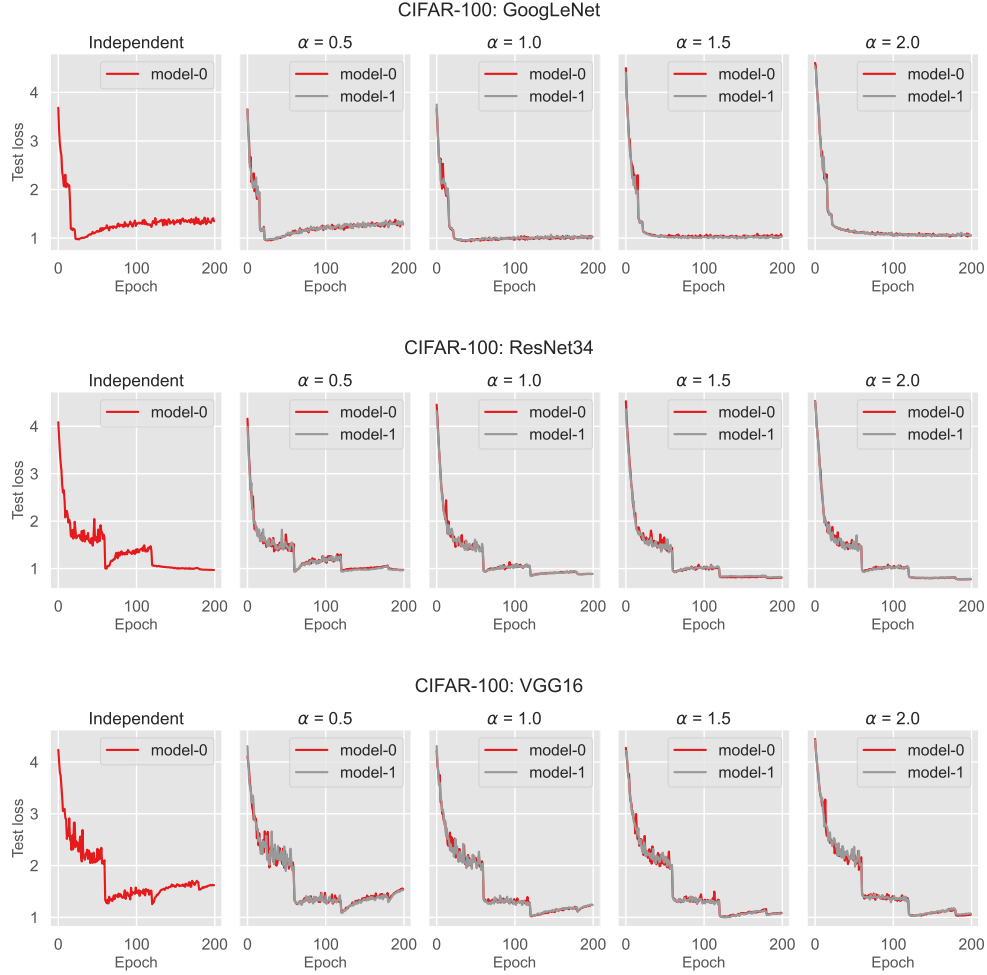 CIFAR-100: GoogLeNet
Independent
α = 0.5
α = 1.0
α = 1.5
α = 2.0
model-0
model-0
model-1
model-0
model-1
model-0
model-1
model-0
model-1
Test loss
4
3
2
1
0 100 200
0 100 200
0 100 200
0 100 200
0 100 200
Epoch
Epoch
Epoch
Epoch
Epoch
CIFAR-100: ResNet34
Independent
α = 0.5
α = 1.0
α = 1.5
α = 2.0
model-0
model-0
model-1
model-0
model-1
model-0
model-1
model-0
model-1
Test loss
4
3
2
1
0 100 200
0 100 200
0 100 200
0 100 200
0 100 200
Epoch
Epoch
Epoch
Epoch
Epoch
CIFAR-100: VGG16
Independent
α = 0.5
α = 1.0
α = 1.5
α = 2.0
model-0
model-0
model-1
model-0
model-1
model-0
model-1
model-0
model-1
Test loss
4
3
2
1
0 100 200
0 100 200
0 100 200
0 100 200
0 100 200
Epoch
Epoch
Epoch
Epoch
Epoch